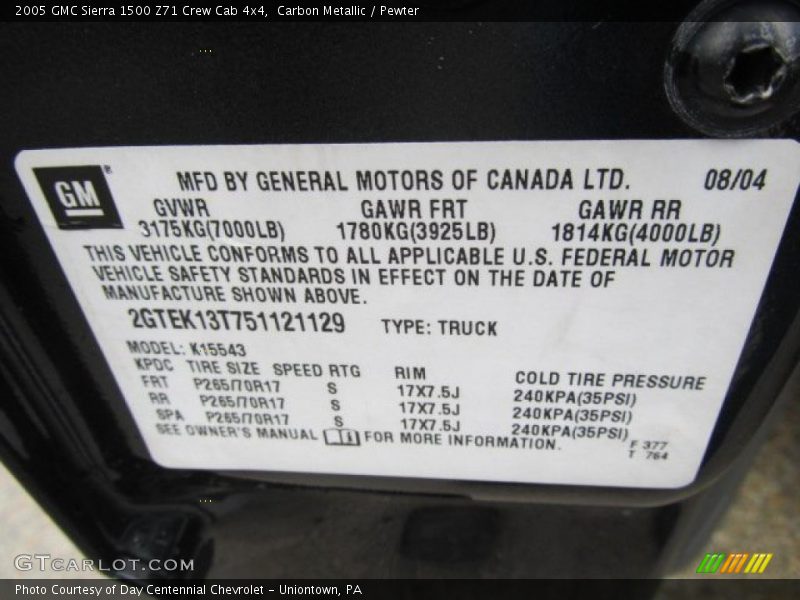 2005 GMC Sierra 1500 Z71 Crew Cab 4x4,  Carbon Metallic / Pewter
GM
MFD BY GENERAL MOTORS OF CANADA LTD. 08/04
GVWR GAWR FRT GAWR RR
3175KG(7000LB) 1780KG(3925LB) 1814KG(4000LB)
THIS VEHICLE CONFORMS TO ALL APPLICABLE U.S. FEDERAL MOTOR
VEHICLE SAFETY STANDARDS IN EFFECT ON THE DATE OF
MANUFACTURE SHOWN ABOVE.
2GTEK13T751121129 TYPE: TRUCK
MODEL: K15543
KPDC TIRE SIZE SPEED RTG RIM COLD TIRE PRESSURE
FRT P265/70R17 S 17X7.5J 240KPA(35PSI)
RR P265/70R17 S 17X7.5J 240KPA(35PSI)
SPA P265/70R17 S 17X7.5J 240KPA(35PSI)
SEE OWNER'S MANUAL FOR MORE INFORMATION.
F 377
T 764
GTCARLOT.COM
Photo Courtesy of Day Centennial Chevrolet - Uniontown, PA